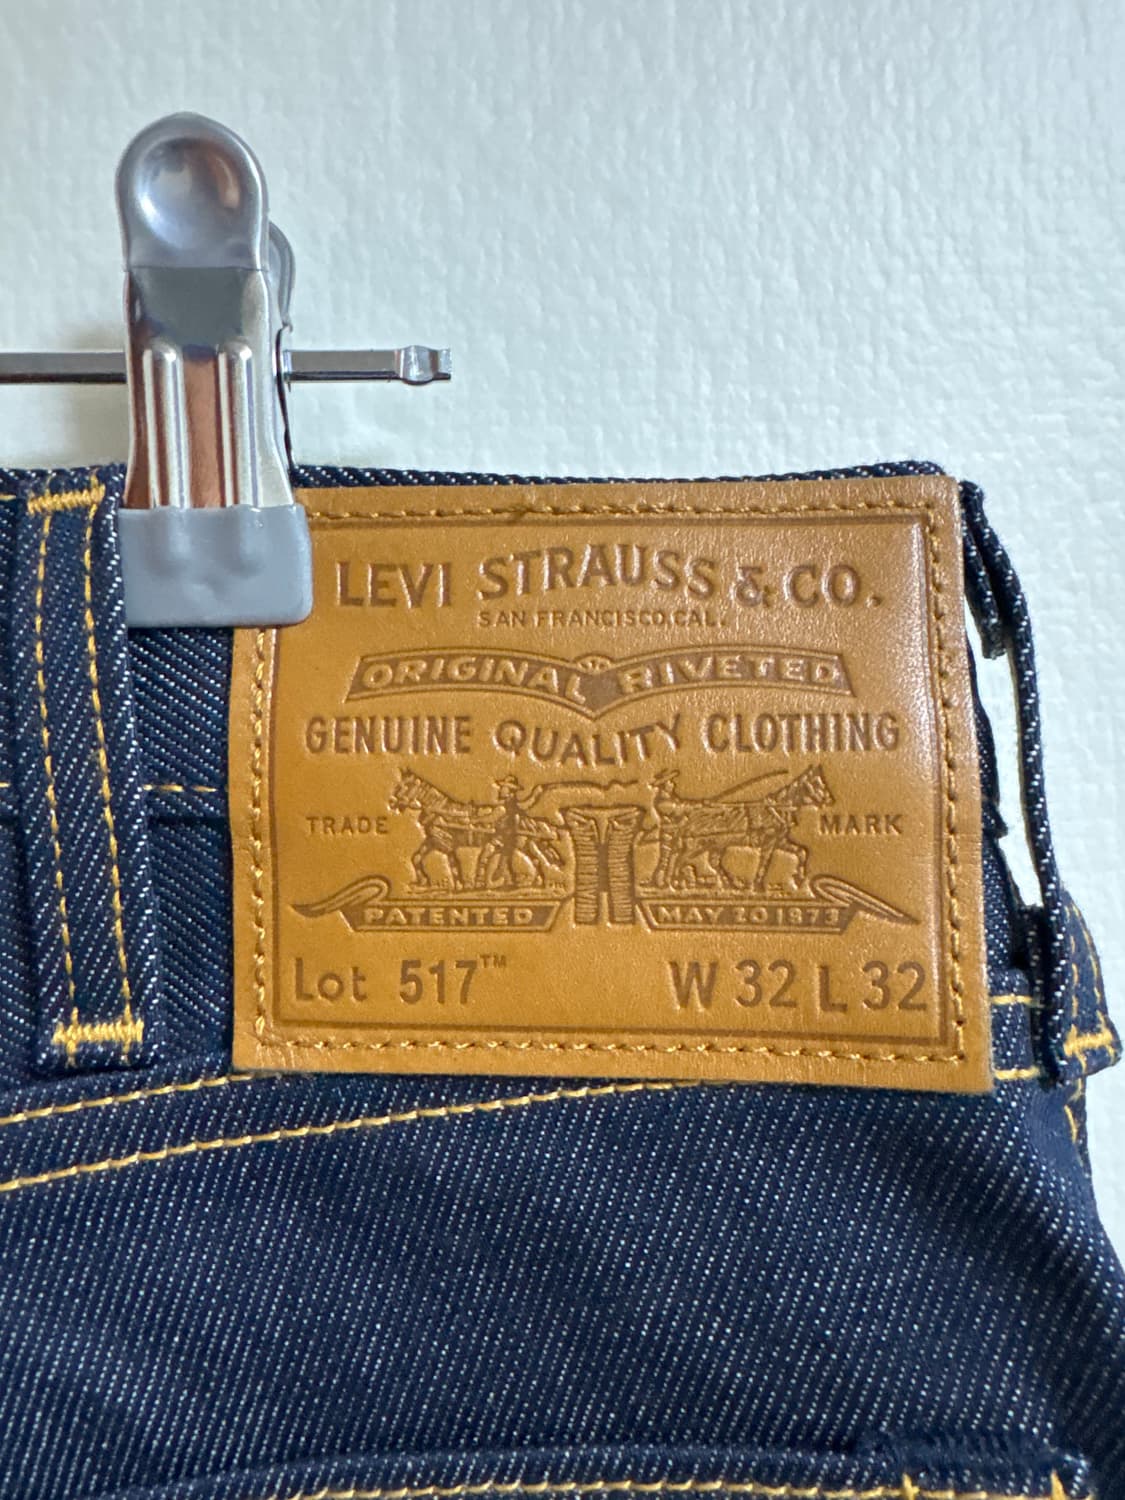 LEVI STRAUSS & CO.
SAN FRANCISCO, CAL.
ORIGINAL RIVETED
GENUINE QUALITY CLOTHING
TRADE MARK
PATENTED MAY 20 1873
Lot 517™ W 32 L 32